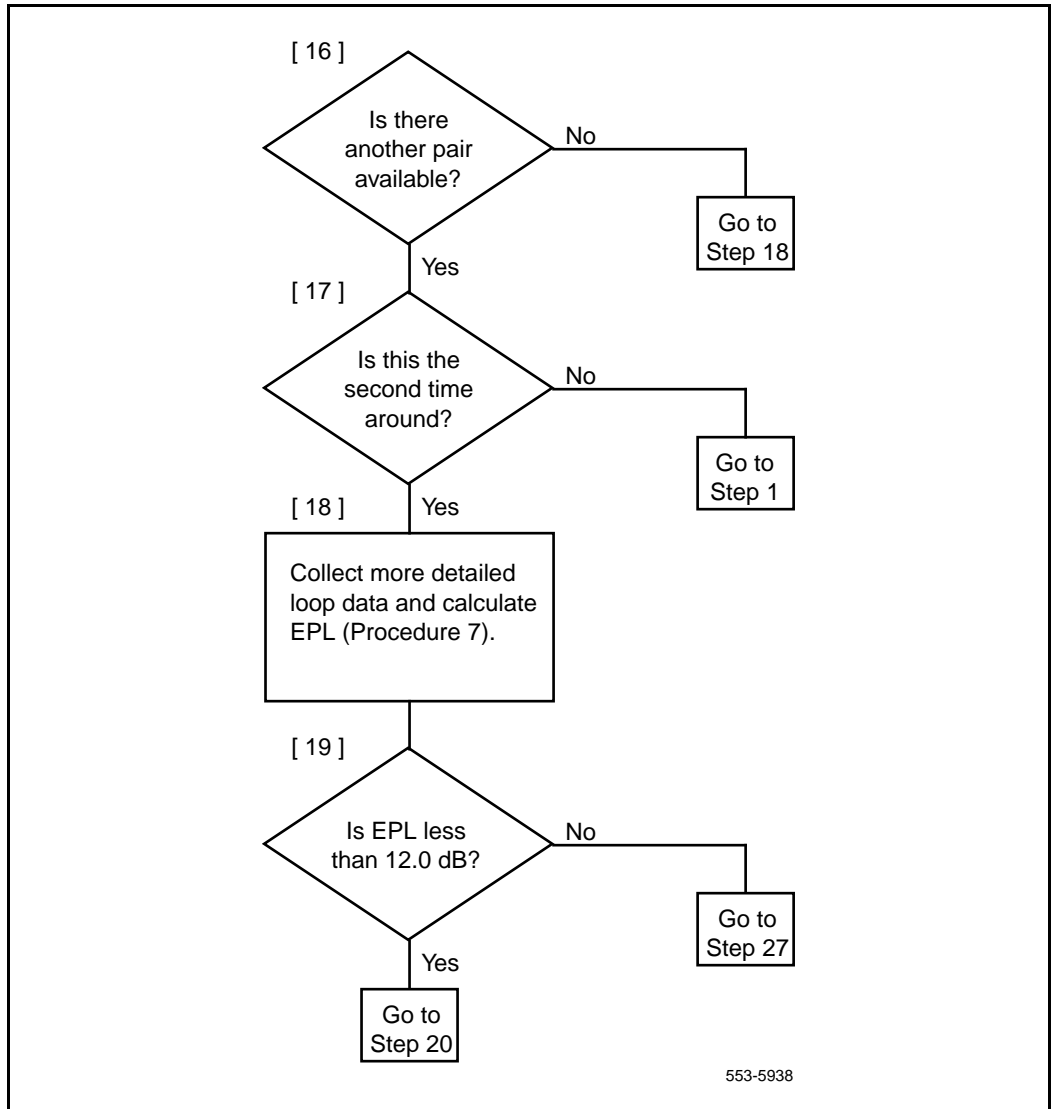 [ 16 ]
Is there
another pair
available?
No
Go to
Step 18
Yes
[ 17 ]
Is this the
second time
around?
No
Go to
Step 1
[ 18 ]
Yes
Collect more detailed
loop data and calculate
EPL (Procedure 7).
[ 19 ]
Is EPL less
than 12.0 dB?
No
Go to
Step 27
Yes
Go to
Step 20
553-5938